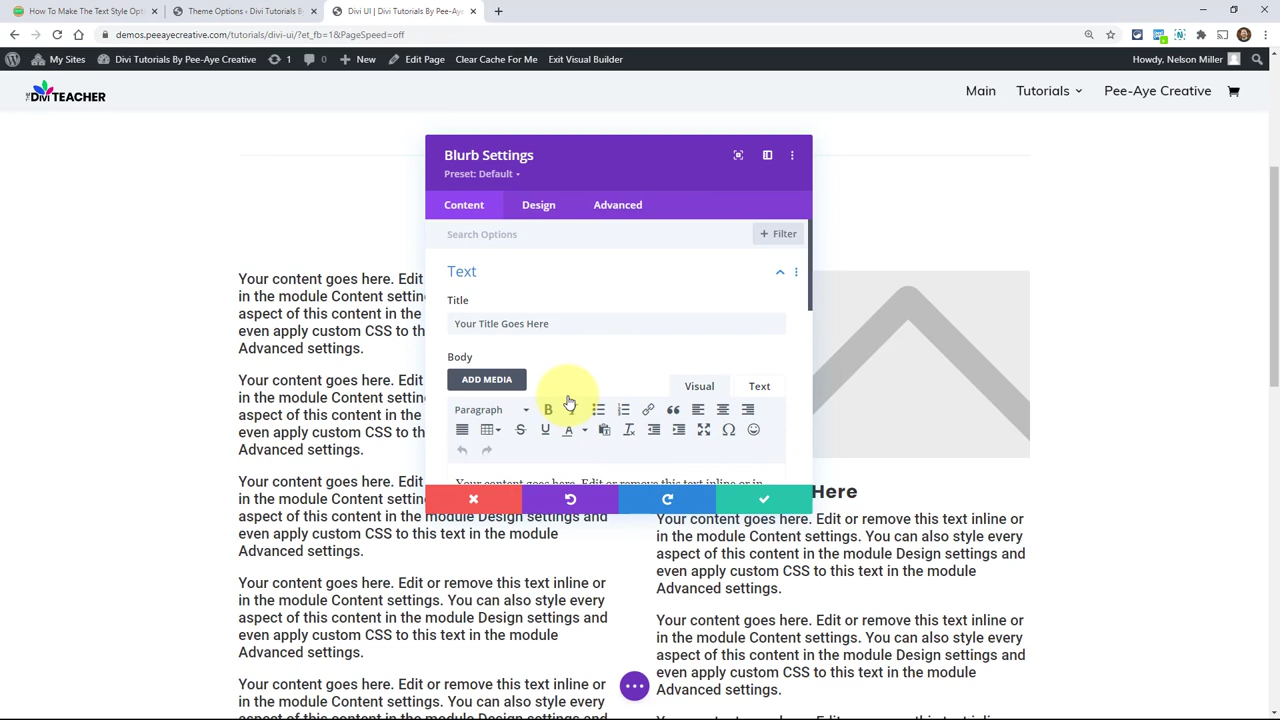 How To Make The Text Style Opti
Theme Options ‹ Divi Tutorials B
Divi UI | Divi Tutorials By Pee-Aye
demos.peeayecreative.com/tutorials/divi-ui/?et_fb=1&PageSpeed=off
My Sites
Divi Tutorials By Pee-Aye Creative
1
0
New
Edit Page
Clear Cache For Me
Exit Visual Builder
Howdy, Nelson Miller
THE DIVI TEACHER
Main
Tutorials
Pee-Aye Creative
Blurb Settings
Preset: Default
Content
Design
Advanced
Search Options
+ Filter
Text
Title
Your Title Goes Here
Body
ADD MEDIA
Visual
Text
Paragraph
B
I
S
U
A
Your content goes here. Edit or remove this text inline or in
Your content goes here. Edit
in the module Content settin
aspect of this content in the
even apply custom CSS to th
Advanced settings.
Your content goes here. Edit
in the module Content settin
aspect of this content in the
even apply custom CSS to th
Advanced settings.
Your content goes here. Edit
in the module Content settin
aspect of this content in the module Design settings and
even apply custom CSS to this text in the module
Advanced settings.
Your content goes here. Edit or remove this text inline or
in the module Content settings. You can also style every
aspect of this content in the module Design settings and
even apply custom CSS to this text in the module
Advanced settings.
Your content goes here. Edit or remove this text inline or
in the module Content settings. You can also style every
Here
Your content goes here. Edit or remove this text inline or
in the module Content settings. You can also style every
aspect of this content in the module Design settings and
even apply custom CSS to this text in the module
Advanced settings.
Your content goes here. Edit or remove this text inline or
in the module Content settings. You can also style every
aspect of this content in the module Design settings and
even apply custom CSS to this text in the module
Advanced settings.